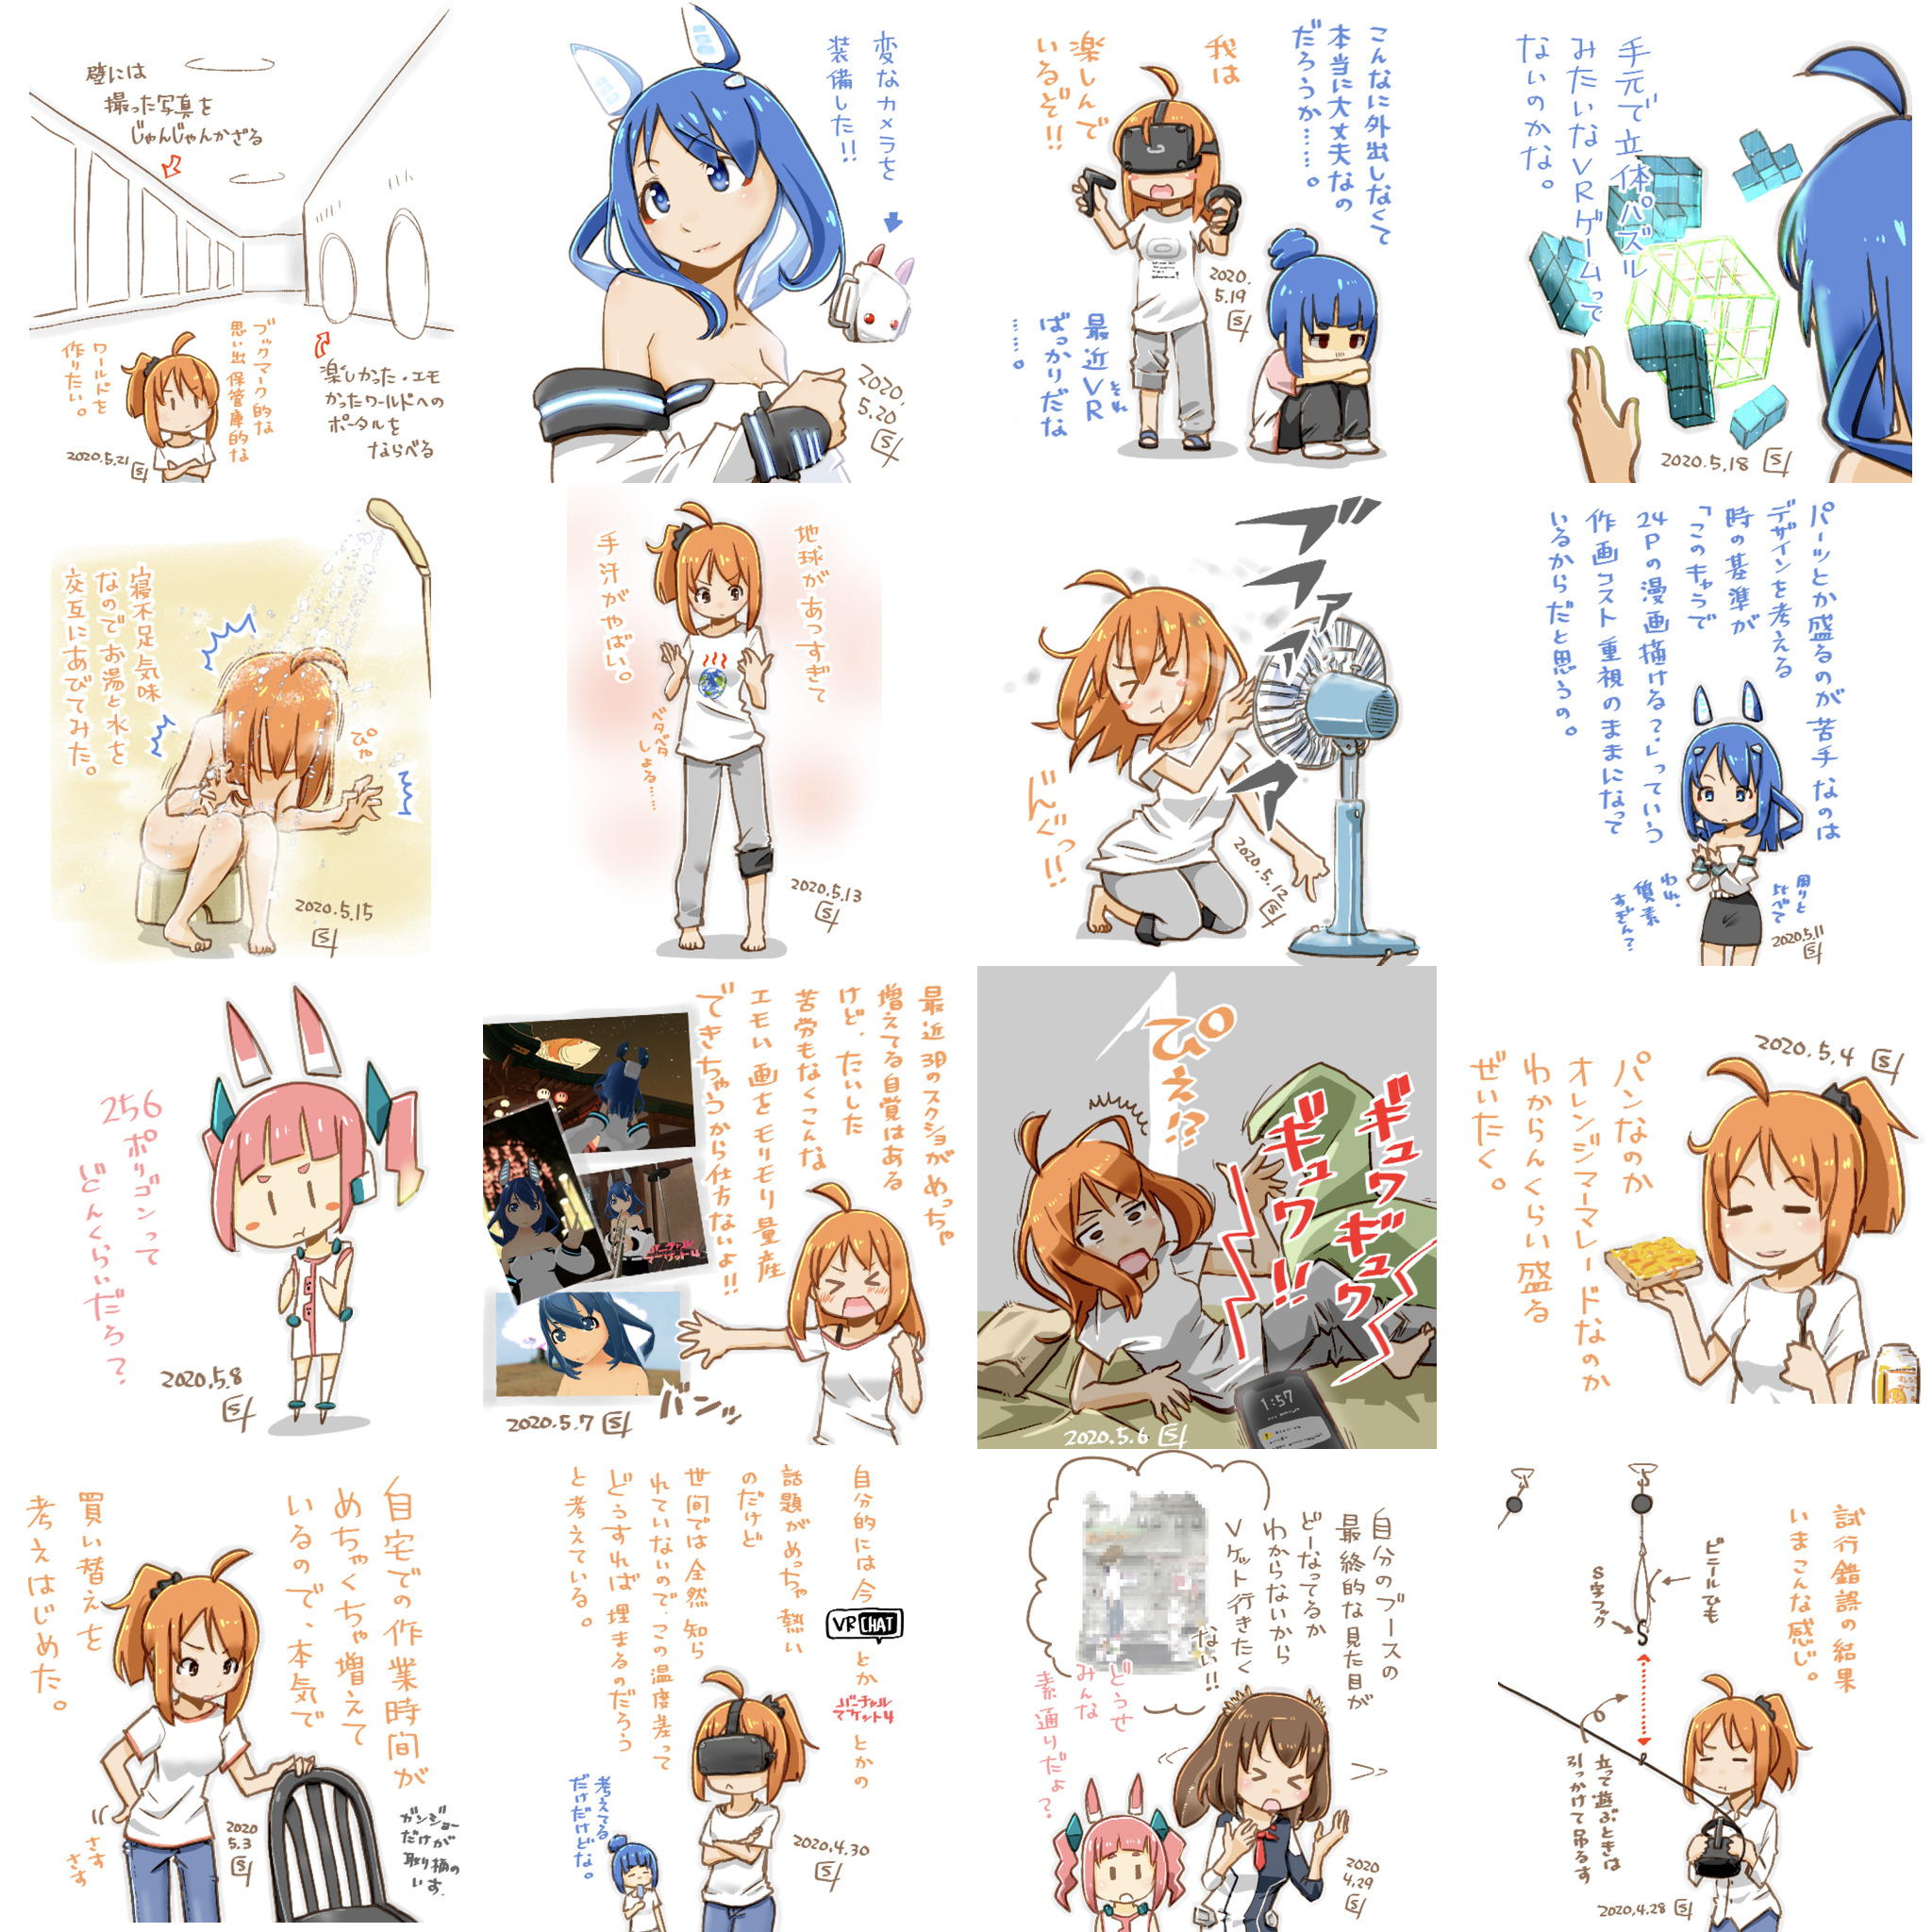 壁には
撮った写真を
じゃんじゃんかざる
ブックマーク的な
思い出保管庫的な
ワールドを
作りたい。
楽しかった・エモ
かったワールドへの
ポータルを
ならべる
2020.5.21
変なカメラを
装備した!!
2020.
5.20
こんなに外出しなくて
本当に大丈夫なの
だろうか……。
我は
楽しんで
いるぞ!!
2020.
5.19
最近VR
ばっかりだな
……。
手元で立体パズル
みたいなVRゲームって
ないのかな。
2020.5.18
寝不足気味
なのでお湯と水を
交互にあびてみた。
ぴゃ
2020.5.15
地球があっすぎて
手汗がやばい。
ベタベタ
しょる……
2020.5.13
ブファァァァ
じんぐっ!!
2020.5.12
パーツとか盛るのが苦手なのは
デザインを考える
時の基準が
「このキャラで
24Pの漫画描ける?」っていう
作画コスト重視のままになって
いるからだと思うの。
周りと
比べて
われ、
質素
すぎん?
2020.5.11
256
ポリゴンって
どんくらいだろ?
2020.5.8
最近3Dのスクショがめっちゃ
増えてる自覚はある
けど、たいした
苦労もなくこんな
エモい画をモリモリ量産
できちゃうから仕方ないよ!!
バーチャル
マーケット4
バンッ
2020.5.7
ぴぇ!?
ギュワギュワ
ギュワ!!
1:57
2020.5.6
2020.5.4
パンなのか
オレンジマーマレードなのか
わからんくらい盛る
ぜいたく。
自宅での作業時間が
めちゃくちゃ増えて
いるので、本気で
買い替えを
考えはじめた。
さす
さす
2020
5.3
ガンジョー
だけが
取り柄の
いす。
自分的には今
VRCHAT
とか
バーチャル
マーケット4
とかの
話題がめっちゃ熱い
のだけど
世間では全然知ら
れていないので、この温度差って
どうすれば埋まるのだろう
と考えている。
考えてる
だけだけどな。
2020.4.30
自分のブースの
最終的な見た目が
どーなってるか
わからないから
Vケット行きたく
ない!!
どうせ
みんな
素通りだよ?
2020
4.29
試行錯誤の結果
いまこんな感じ。
ビニールひも
S字フック
立って遊ぶときは
引っかけて吊るす
2020.4.28